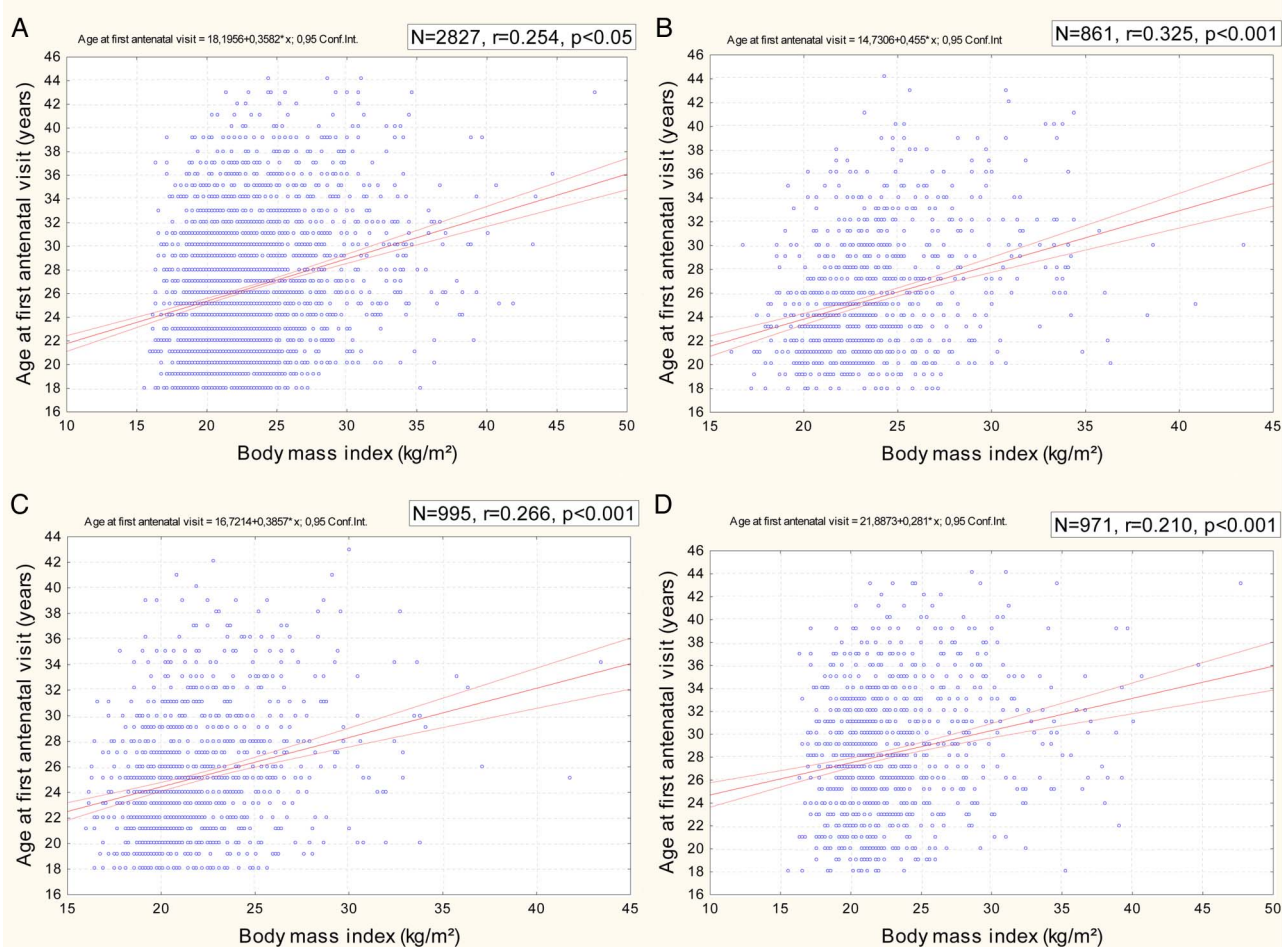 A
Age at first antenatal visit = 18,1956+0,3582* x; 0,95 Conf.Int.
N=2827, r=0.254, p<0.05
Age at first antenatal visit (years)
46
44
42
40
38
36
34
32
30
28
26
24
22
20
18
16
10 15 20 25 30 35 40 45 50
Body mass index (kg/m²)
B
Age at first antenatal visit = 14,7306+0,455* x; 0,95 Conf.Int
N=861, r=0.325, p<0.001
Age at first antenatal visit (years)
46
44
42
40
38
36
34
32
30
28
26
24
22
20
18
16
15 20 25 30 35 40 45
Body mass index (kg/m²)
C
Age at first antenatal visit = 16,7214+0,3857* x; 0,95 Conf.Int.
N=995, r=0.266, p<0.001
Age at first antenatal visit (years)
44
42
40
38
36
34
32
30
28
26
24
22
20
18
16
15 20 25 30 35 40 45
Body mass index (kg/m²)
D
Age at first antenatal visit = 21,8873+0,281* x; 0,95 Conf.Int.
N=971, r=0.210, p<0.001
Age at first antenatal visit (years)
46
44
42
40
38
36
34
32
30
28
26
24
22
20
18
16
10 15 20 25 30 35 40 45 50
Body mass index (kg/m²)